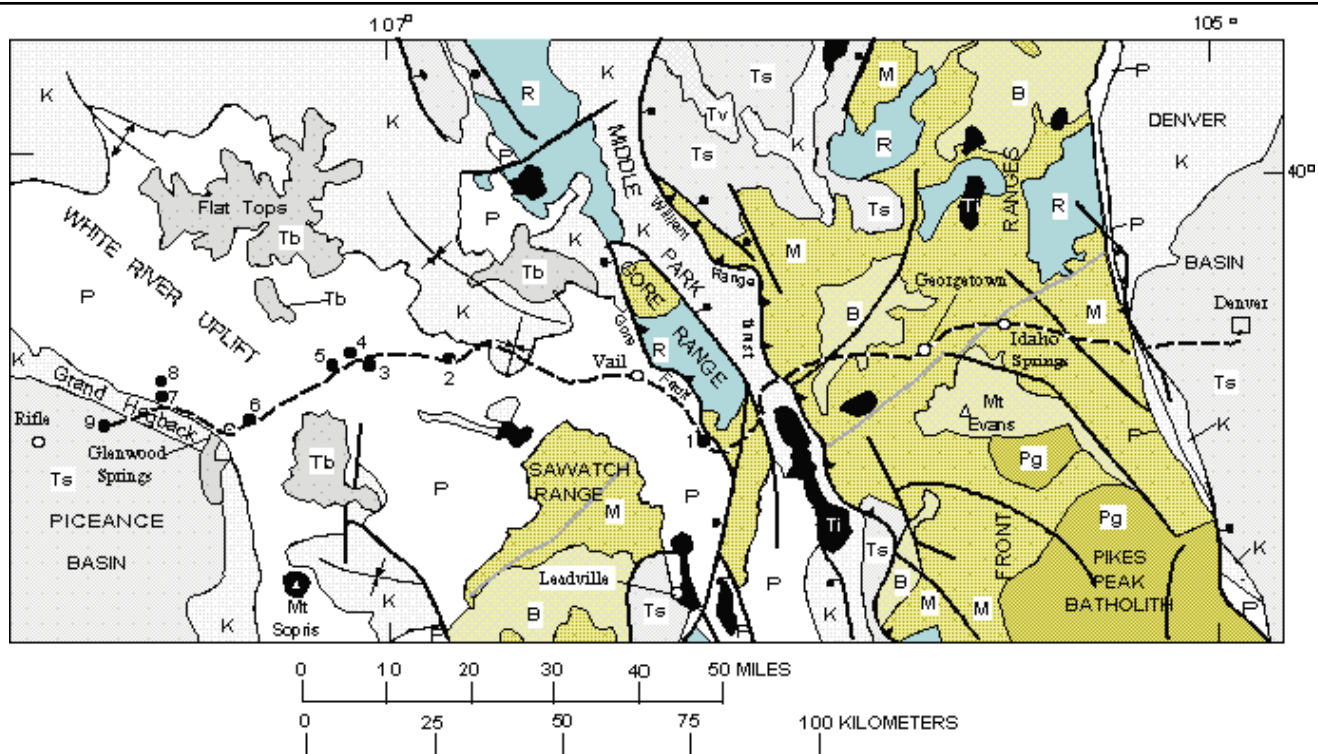 107°
105°
K
K
R
K
Ts
M
B
P
DENVER
K
Tv
P
MIDDLE
Ts
K
R
RANGES
40°
Flat Tops
P
K
K
William
Ts
Ti
R
P
WHITE RIVER UPLIFT
Tb
Tb
GORE
PARK
Range
M
BASIN
Tb
K
RANGE
thrust
B
Georgetown
M
Denver
P
Gore
R
Vail
Fault
Idaho
Springs
K
Grand
Hogback
8
7
9
5
4
3
2
6
1
Mt
Evans
Ts
Rifle
Glenwood
Springs
Tb
SAWATCH
RANGE
M
P
P
Pg
P
K
Ts
PICEANCE
BASIN
P
Ti
Ts
FRONT
Pg
PIKES
PEAK
BATHOLITH
K
Mt
Sopris
K
K
P
Leadville
B
Ts
P
P
K
B
M
M
K
P
0 10 20 30 40 50 MILES
0 25 50 75 100 KILOMETERS